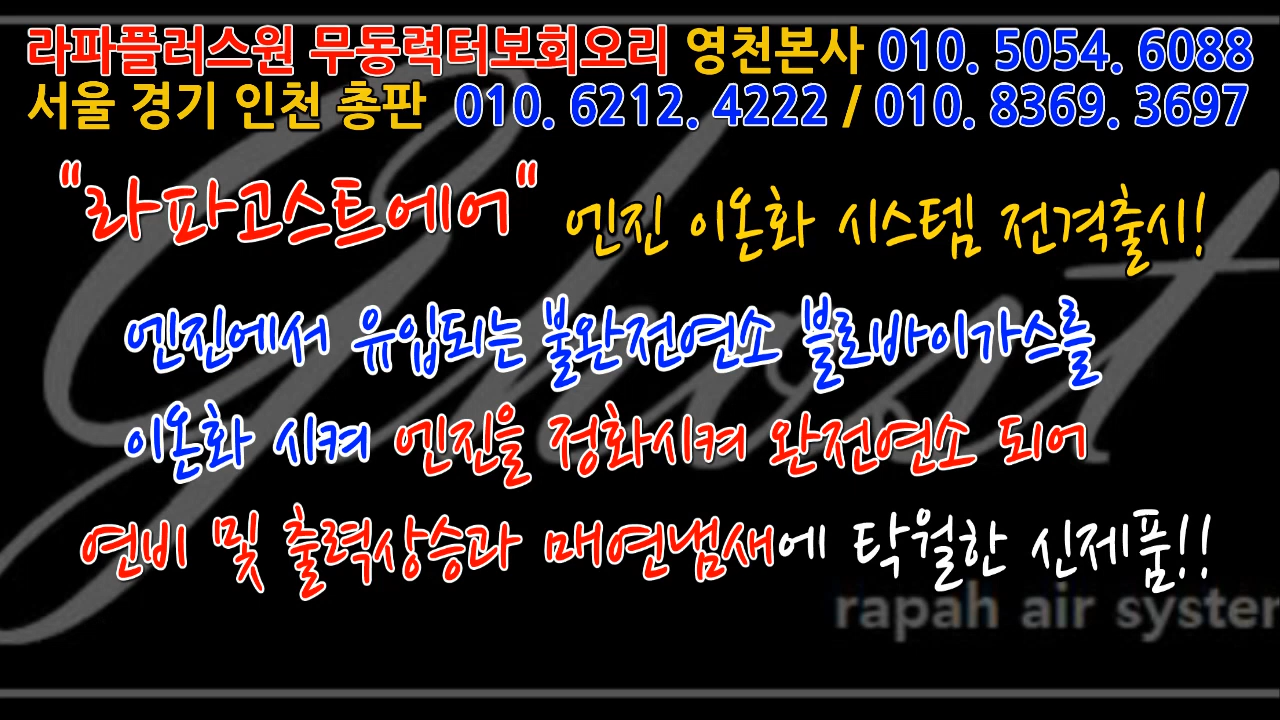 라파플러스원 무동력터보회오리 영천본사 010. 5054. 6088
서울 경기 인천 총판 010. 6212. 4222 / 010. 8369. 3697
"라파고스트에어" 엔진 이온화 시스템 전격출시!
엔진에서 유입되는 불완전연소 블로바이가스를
이온화 시켜 엔진을 정화시켜 완전연소 되어
연비 및 출력상승과 매연냄새에 탁월한 신제품!!
Ghost
rapah air system